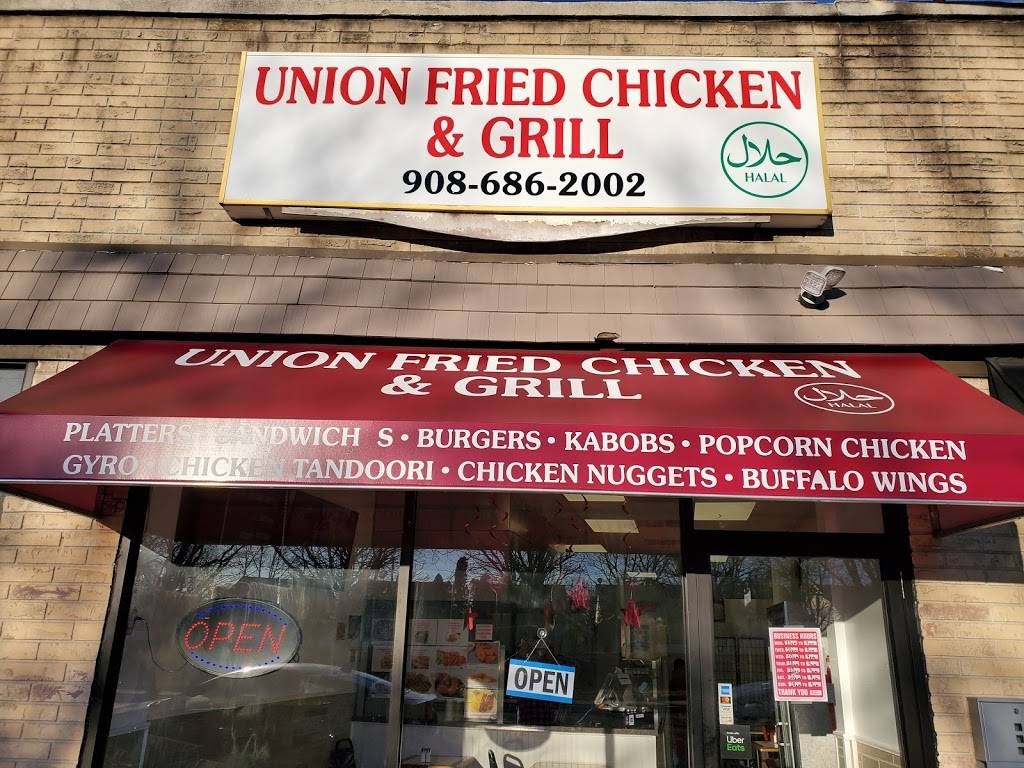 UNION FRIED CHICKEN
& GRILL
908-686-2002
حلال
HALAL
UNION FRIED CHICKEN
& GRILL
حلال
HALAL
PLATTERS • SANDWICH S • BURGERS • KABOBS • POPCORN CHICKEN
GYRO • CHICKEN TANDOORI • CHICKEN NUGGETS • BUFFALO WINGS
OPEN
OPEN
BUSINESS HOURS
THANK YOU
Uber
Eats